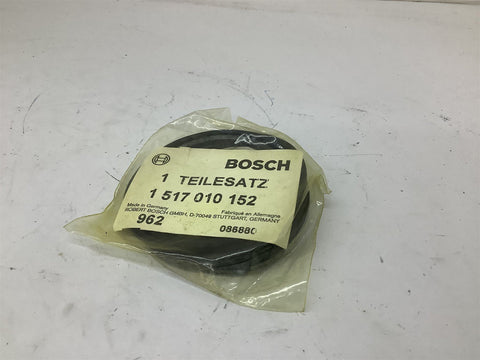 BOSCH
1 TEILESATZ
1 517 010 152
Made in Germany Fabriqué en Allemagne
ROBERT BOSCH GMBH, D-70049 STUTTGART, GERMANY
962 086880